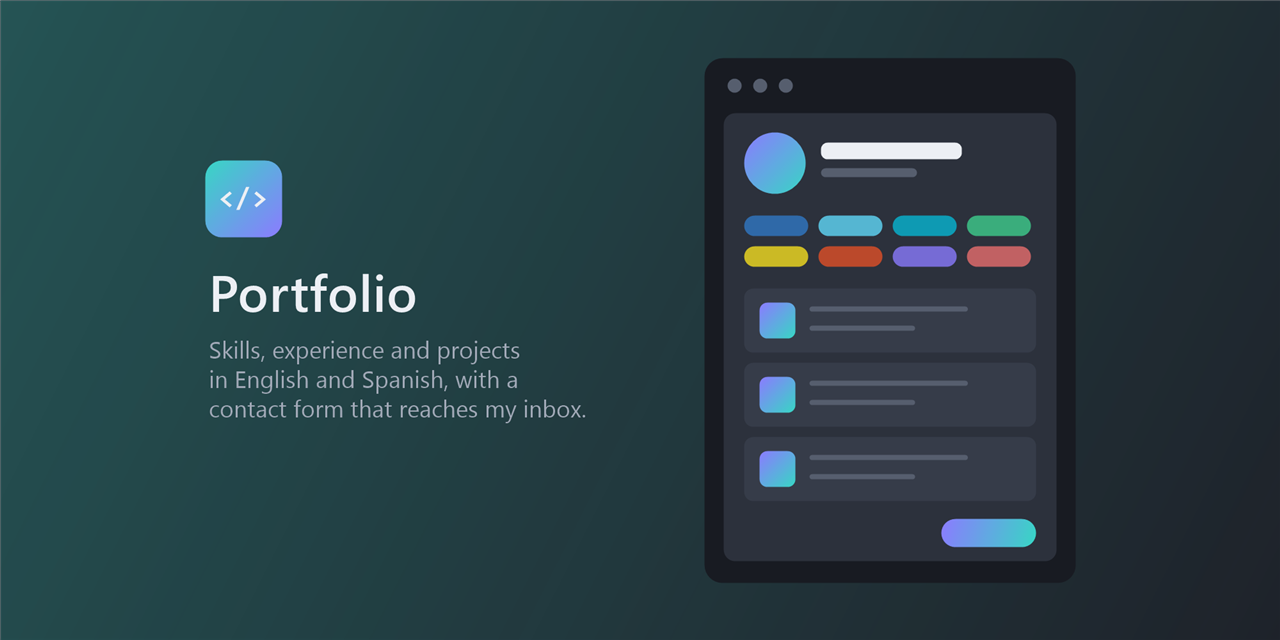 </>
Portfolio
Skills, experience and projects
in English and Spanish, with a
contact form that reaches my inbox.